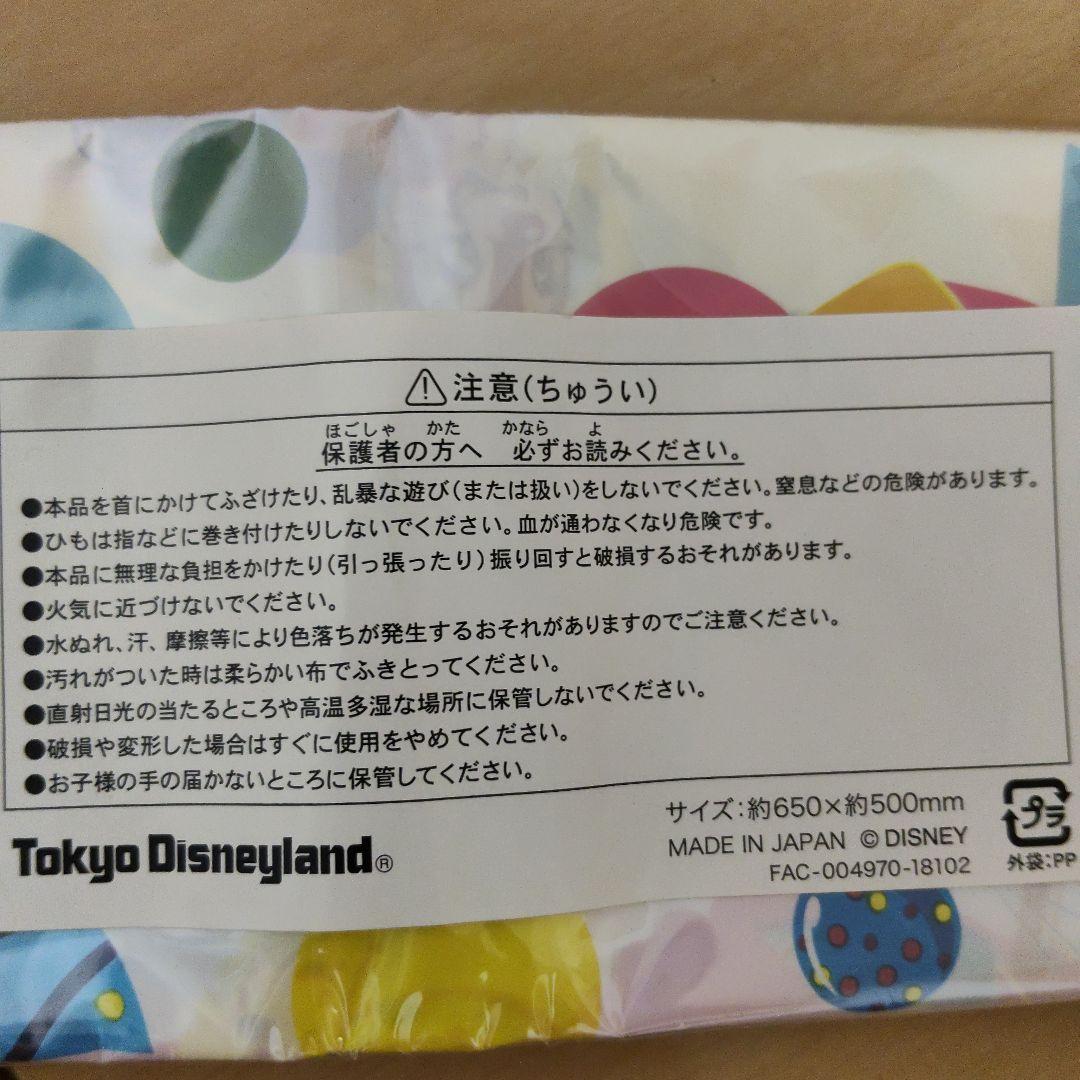 ⚠注意(ちゅうい)
ほごしゃ かた かなら よ
保護者の方へ 必ずお読みください。
●本品を首にかけてふざけたり、乱暴な遊び(または扱い)をしないでください。窒息などの危険があります。
●ひもは指などに巻き付けたりしないでください。血が通わなくなり危険です。
●本品に無理な負担をかけたり(引っ張ったり)振り回すと破損するおそれがあります。
●火気に近づけないでください。
●水ぬれ、汗、摩擦等により色落ちが発生するおそれがありますのでご注意ください。
●汚れがついた時は柔らかい布でふきとってください。
●直射日光の当たるところや高温多湿な場所に保管しないでください。
●破損や変形した場合はすぐに使用をやめてください。
●お子様の手の届かないところに保管してください。
サイズ:約650×約500mm
MADE IN JAPAN ©DISNEY
FAC-004970-18102
Tokyo Disneyland®
プラ
外袋:PP